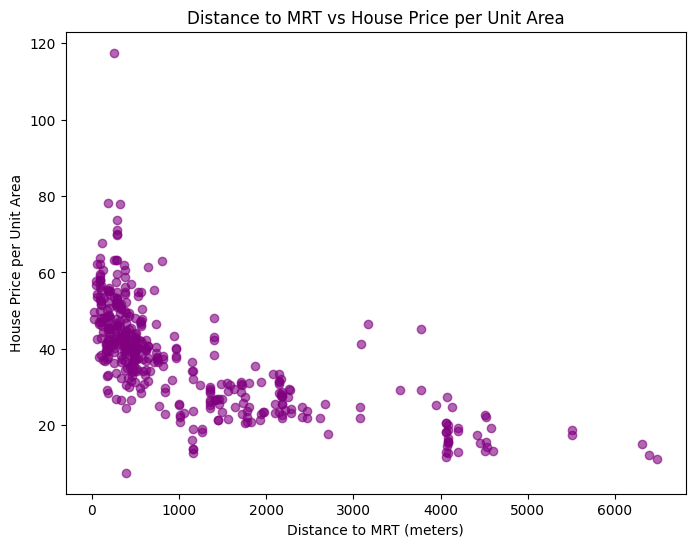 Distance to MRT vs House Price per Unit Area
120
100
80
60
40
20
House Price per Unit Area
0 1000 2000 3000 4000 5000 6000
Distance to MRT (meters)